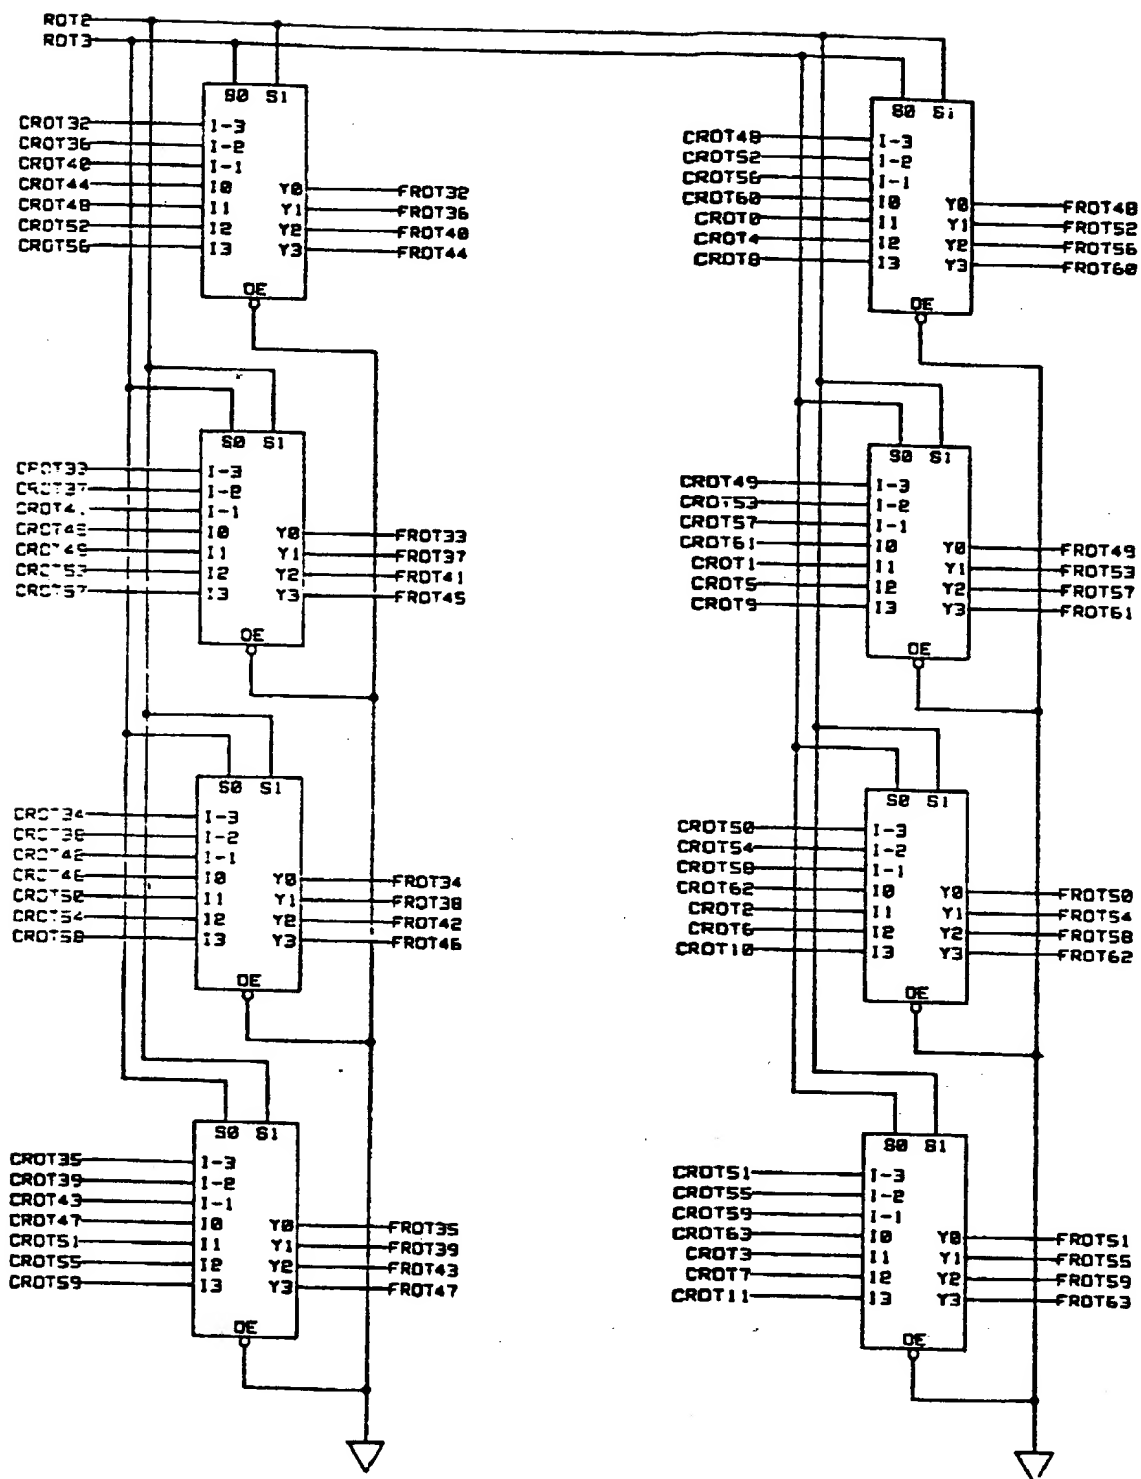 ROT2
ROT3
S0 S1
CROT32 I-3
CROT36 I-2
CROT40 I-1
CROT44 I0 Y0 FROT32
CROT48 I1 Y1 FROT36
CROT52 I2 Y2 FROT40
CROT56 I3 Y3 FROT44
OE
S0 S1
I-3
I-2
I-1
I0 Y0 FROT33
I1 Y1 FROT37
I2 Y2 FROT41
I3 Y3 FROT45
OE
S0 S1
I-3
I-2
I-1
I0 Y0 FROT34
I1 Y1 FROT38
I2 Y2 FROT42
CROT58 I3 Y3 FROT46
OE
S0 S1
CROT35 I-3
CROT39 I-2
CROT43 I-1
CROT47 I0 Y0 FROT35
CROT51 I1 Y1 FROT39
CROT55 I2 Y2 FROT43
CROT59 I3 Y3 FROT47
OE
S0 S1
CROT48 I-3
CROT52 I-2
CROT56 I-1
CROT60 I0 Y0 FROT48
CROT0 I1 Y1 FROT52
CROT4 I2 Y2 FROT56
CROT8 I3 Y3 FROT60
OE
S0 S1
CROT49 I-3
CROT53 I-2
CROT57 I-1
CROT61 I0 Y0 FROT49
CROT1 I1 Y1 FROT53
CROT5 I2 Y2 FROT57
CROT9 I3 Y3 FROT61
OE
S0 S1
CROT50 I-3
CROT54 I-2
CROT58 I-1
CROT62 I0 Y0 FROT50
CROT2 I1 Y1 FROT54
CROT6 I2 Y2 FROT58
CROT10 I3 Y3 FROT62
OE
S0 S1
CROT51 I-3
CROT55 I-2
CROT59 I-1
CROT63 I0 Y0 FROT51
CROT3 I1 Y1 FROT55
CROT7 I2 Y2 FROT59
CROT11 I3 Y3 FROT63
OE